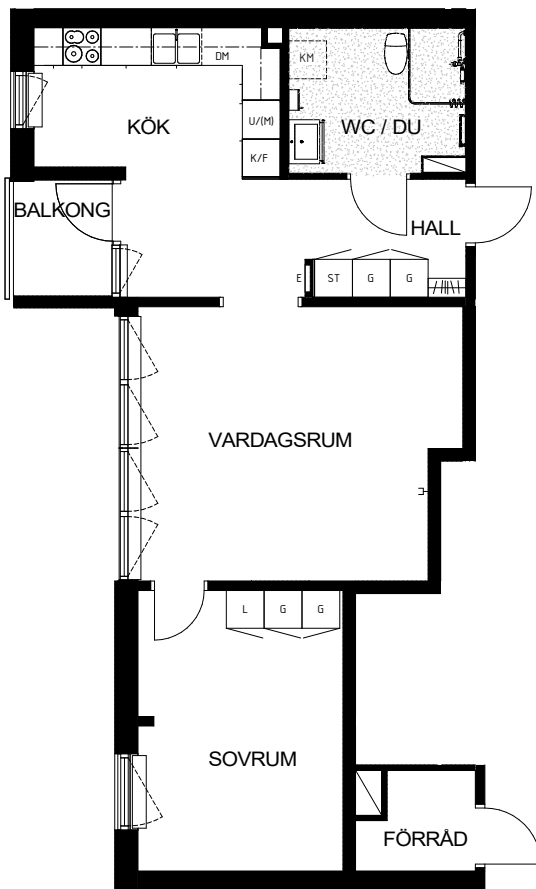 DM
KM
KÖK
U/(M)
WC / DU
K/F
BALKONG
HALL
E
ST
G
G
VARDAGSRUM
L
G
G
SOVRUM
FÖRRÅD